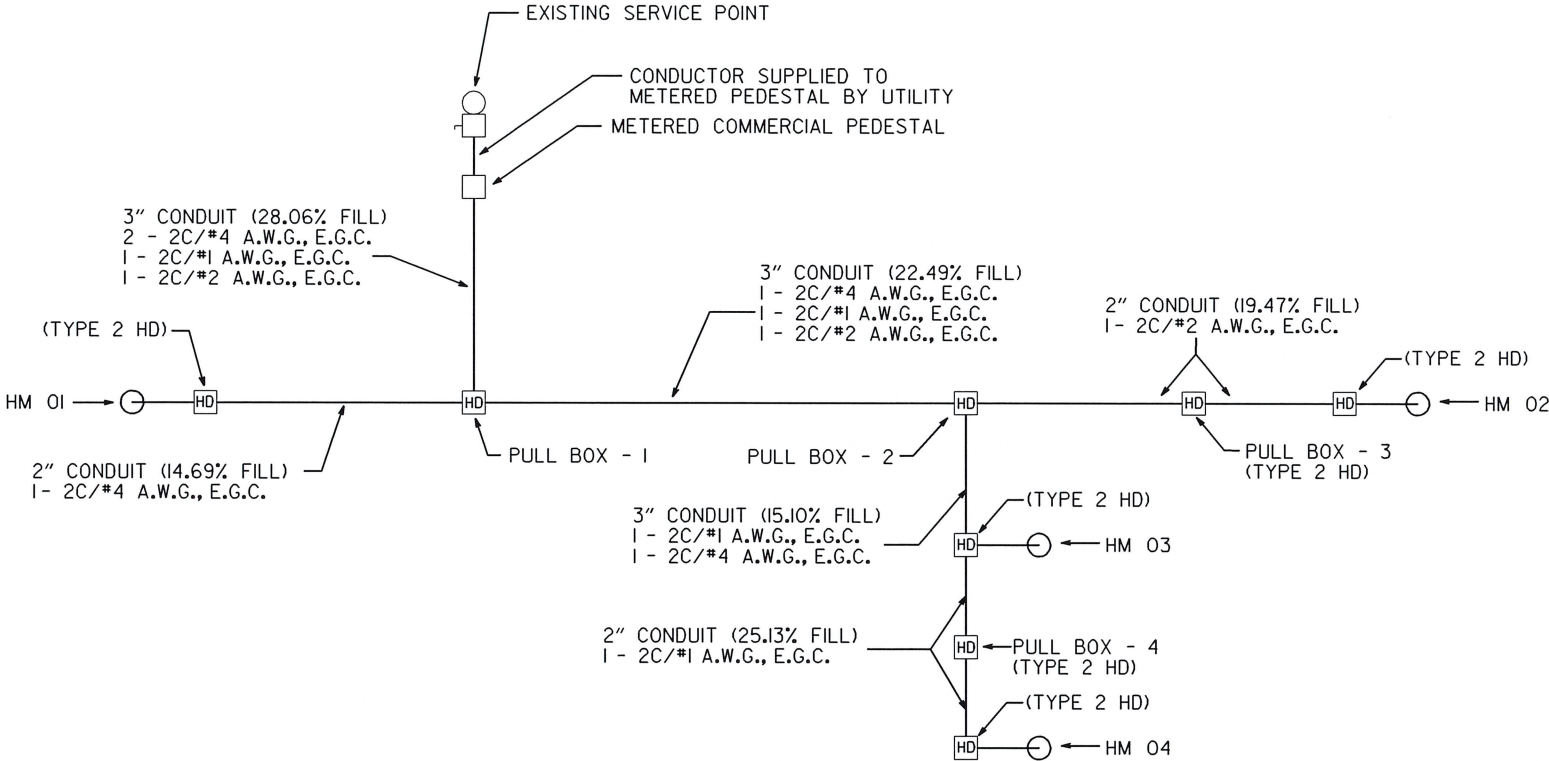 EXISTING SERVICE POINT
CONDUCTOR SUPPLIED TO
METERED PEDESTAL BY UTILITY
METERED COMMERCIAL PEDESTAL
3" CONDUIT (28.06% FILL)
2 - 2C/#4 A.W.G., E.G.C.
1 - 2C/#1 A.W.G., E.G.C.
1 - 2C/#2 A.W.G., E.G.C.
3" CONDUIT (22.49% FILL)
1 - 2C/#4 A.W.G., E.G.C.
1 - 2C/#1 A.W.G., E.G.C.
1 - 2C/#2 A.W.G., E.G.C.
2" CONDUIT (19.47% FILL)
1- 2C/#2 A.W.G., E.G.C.
(TYPE 2 HD)
(TYPE 2 HD)
HM 01
HD
HD
HD
HD
HD
HM 02
PULL BOX - 1
PULL BOX - 2
PULL BOX - 3
(TYPE 2 HD)
2" CONDUIT (14.69% FILL)
1- 2C/#4 A.W.G., E.G.C.
(TYPE 2 HD)
3" CONDUIT (15.10% FILL)
1 - 2C/#1 A.W.G., E.G.C.
1 - 2C/#4 A.W.G., E.G.C.
HD
HM 03
2" CONDUIT (25.13% FILL)
1 - 2C/#1 A.W.G., E.G.C.
HD
PULL BOX - 4
(TYPE 2 HD)
(TYPE 2 HD)
HD
HM 04